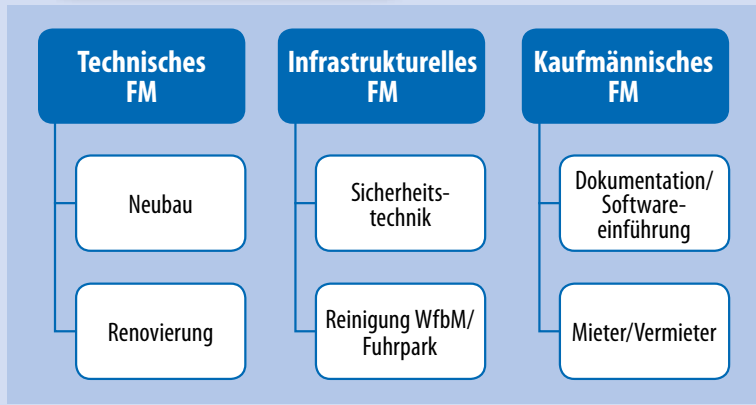 Technisches
FM
Neubau
Renovierung
Infrastrukturelles
FM
Sicherheits-
technik
Reinigung WfbM/
Fuhrpark
Kaufmännisches
FM
Dokumentation/
Software-
einführung
Mieter/Vermieter